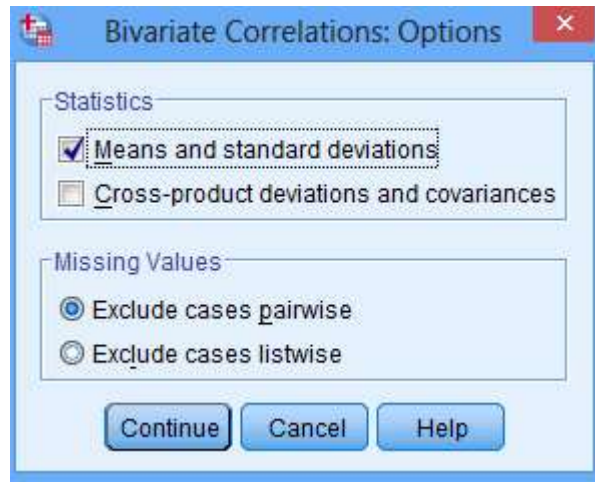 Bivariate Correlations: Options
Statistics
Means and standard deviations
Cross-product deviations and covariances
Missing Values
Exclude cases pairwise
Exclude cases listwise
Continue Cancel Help